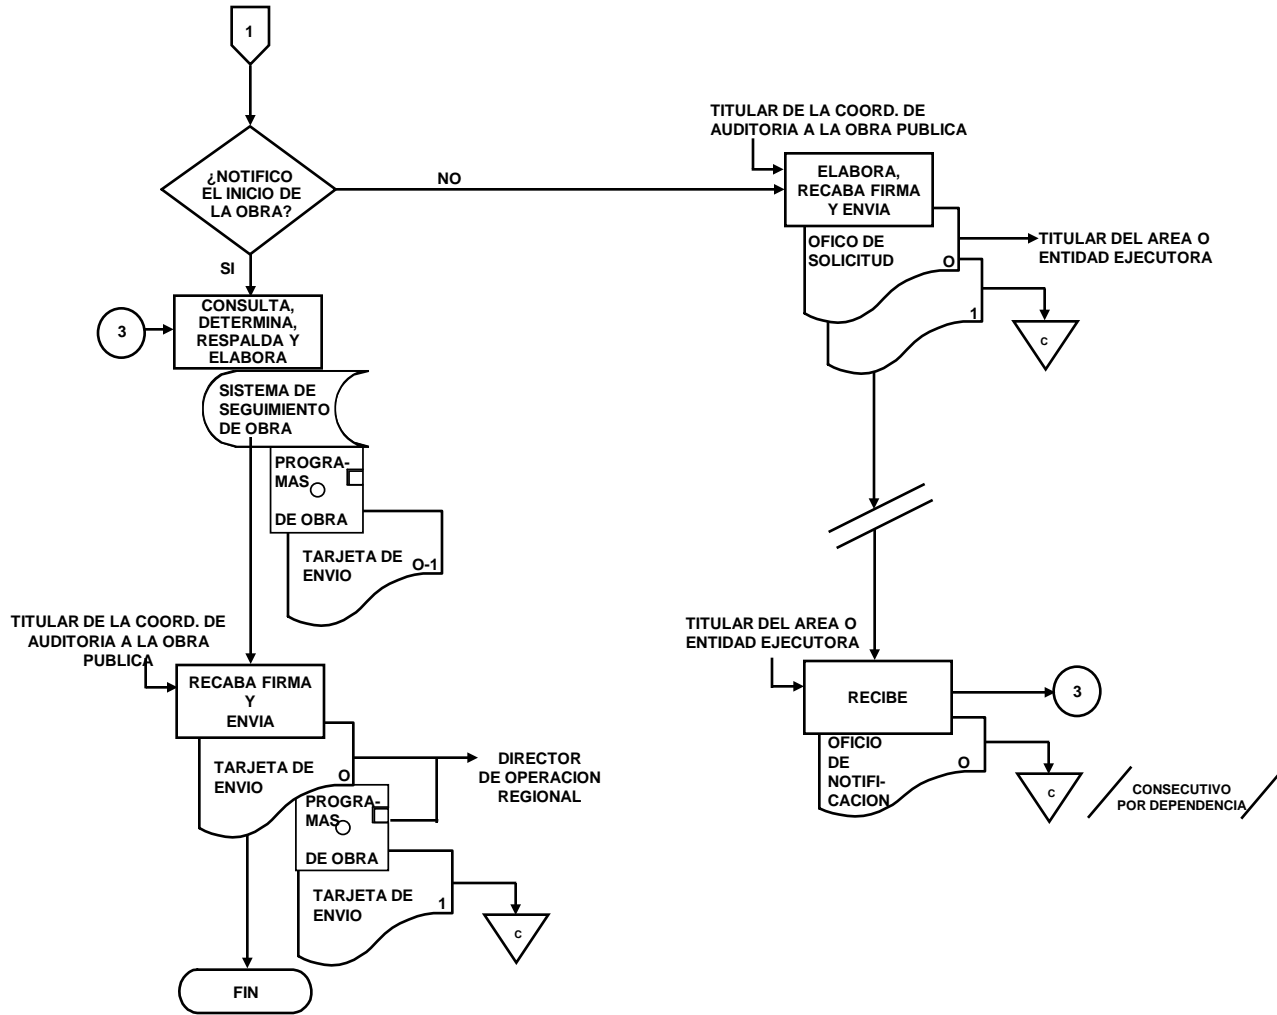 1
¿NOTIFICO
EL INICIO DE
LA OBRA?
NO
SI
TITULAR DE LA COORD. DE
AUDITORIA A LA OBRA PUBLICA
ELABORA,
RECABA FIRMA
Y ENVIA
OFICO DE
SOLICITUD
O
1
TITULAR DEL AREA O
ENTIDAD EJECUTORA
C
3
CONSULTA,
DETERMINA,
RESPALDA Y
ELABORA
SISTEMA DE
SEGUIMIENTO
DE OBRA
PROGRA-
MAS
DE OBRA
TARJETA DE
ENVIO
O-1
TITULAR DE LA COORD. DE
AUDITORIA A LA OBRA
PUBLICA
RECABA FIRMA
Y
ENVIA
TARJETA DE
ENVIO
O
DIRECTOR
DE OPERACION
REGIONAL
PROGRA-
MAS
DE OBRA
TARJETA DE
ENVIO
1
C
FIN
TITULAR DEL AREA O
ENTIDAD EJECUTORA
RECIBE
3
OFICIO
DE
NOTIFI-
CACION
O
C
CONSECUTIVO
POR DEPENDENCIA